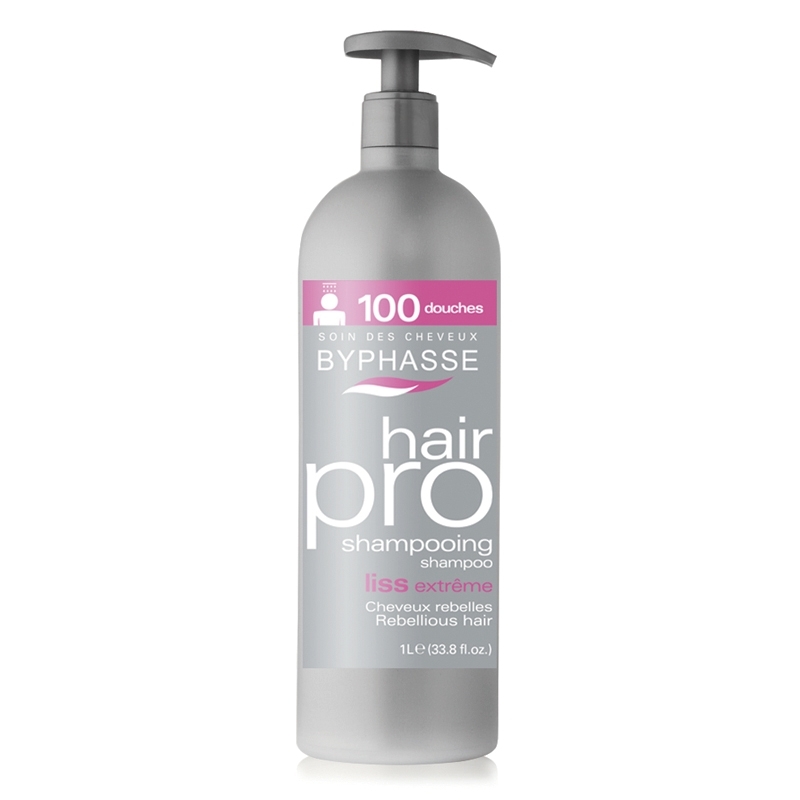 100 douches
SOIN DES CHEVEUX
BYPHASSE
hair
pro
shampooing
shampoo
liss extrême
Cheveux rebelles
Rebellious hair
1L℮(33.8 fl.oz.)